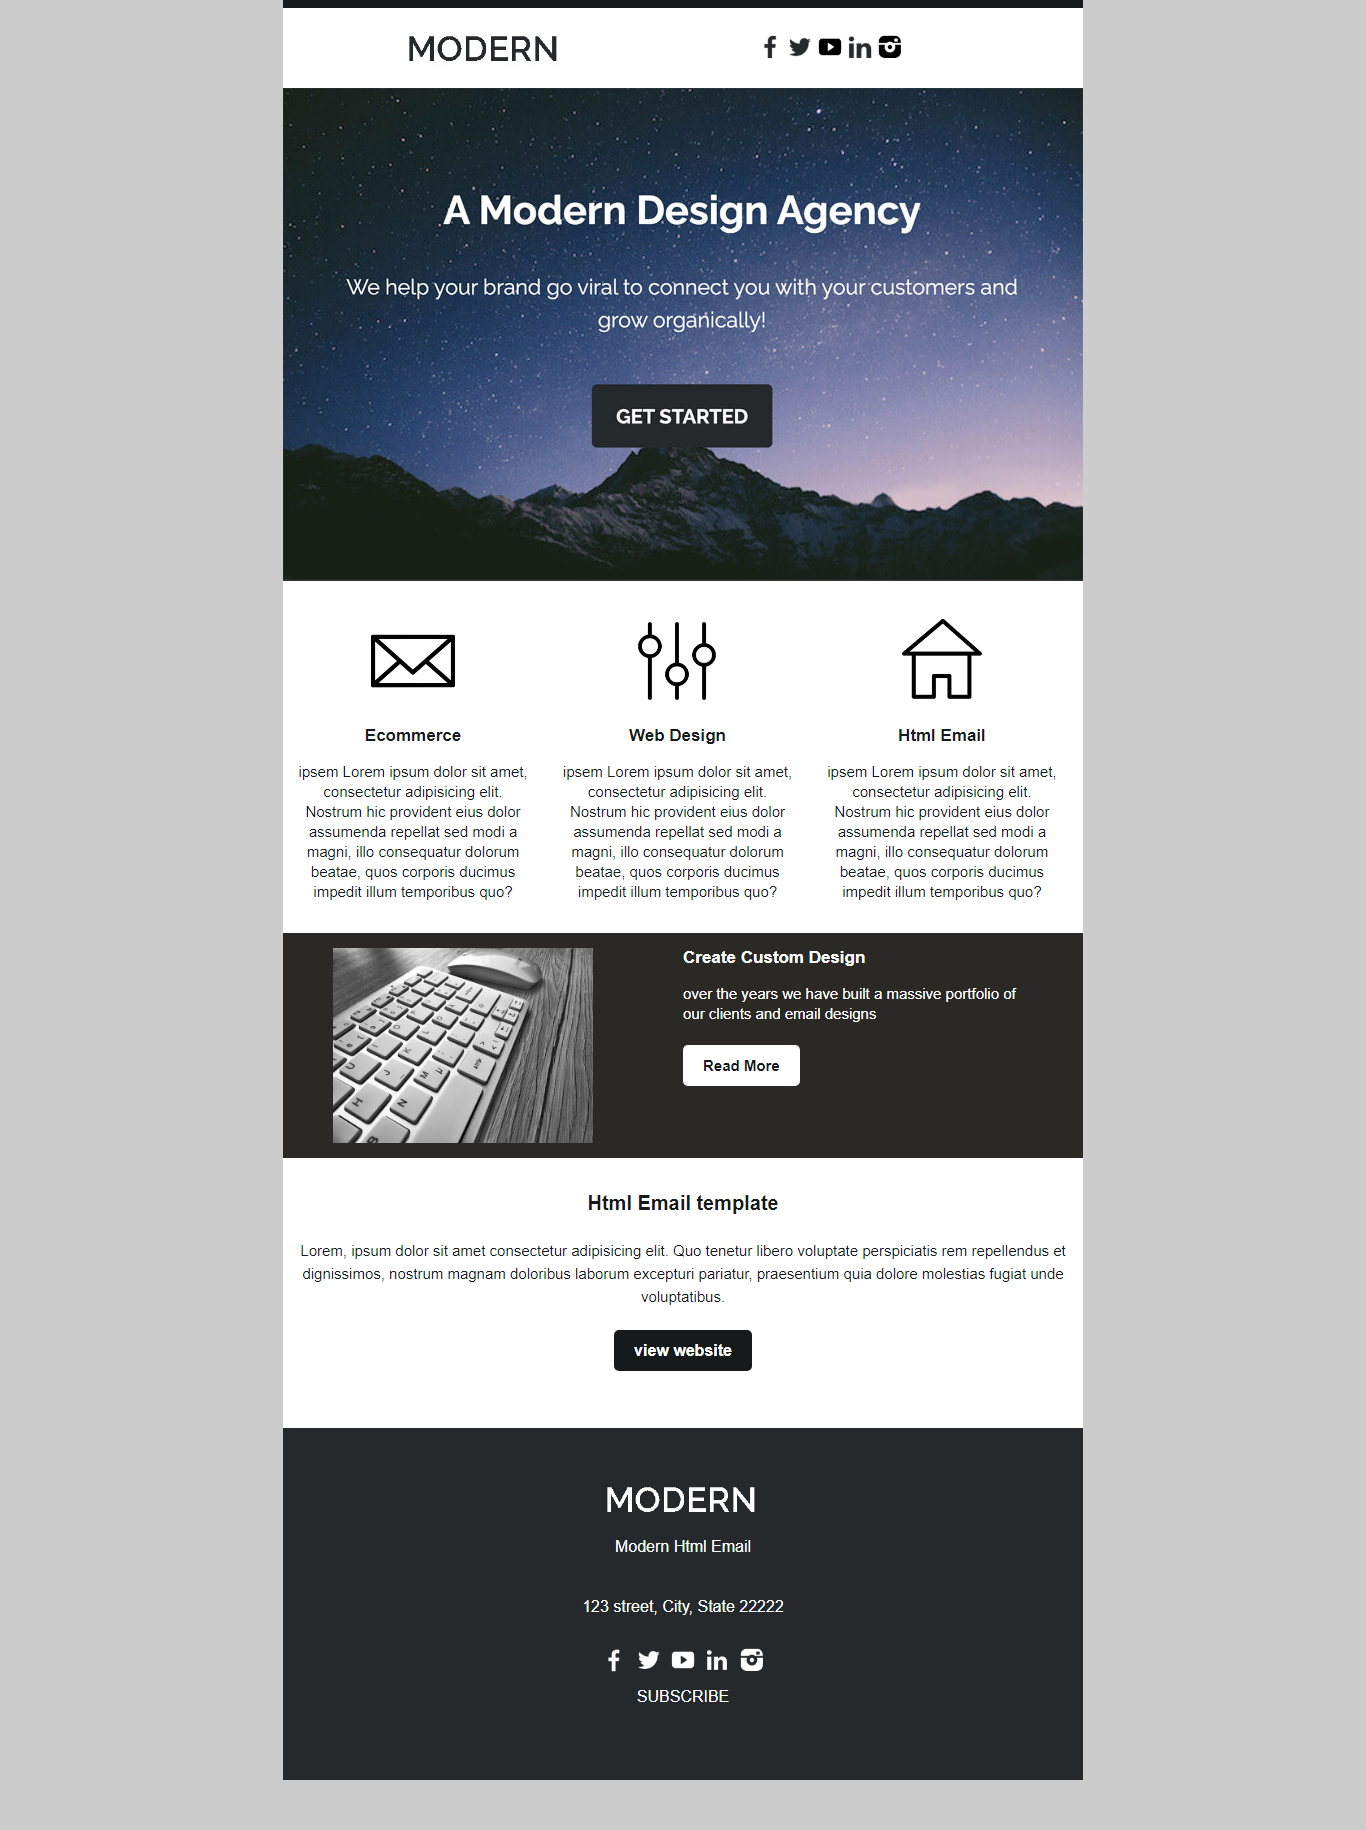 MODERN
A Modern Design Agency
We help your brand go viral to connect you with your customers and
grow organically!
GET STARTED
Ecommerce
ipsem Lorem ipsum dolor sit amet,
consectetur adipisicing elit.
Nostrum hic provident eius dolor
assumenda repellat sed modi a
magni, illo consequatur dolorum
beatae, quos corporis ducimus
impedit illum temporibus quo?
Web Design
ipsem Lorem ipsum dolor sit amet,
consectetur adipisicing elit.
Nostrum hic provident eius dolor
assumenda repellat sed modi a
magni, illo consequatur dolorum
beatae, quos corporis ducimus
impedit illum temporibus quo?
Html Email
ipsem Lorem ipsum dolor sit amet,
consectetur adipisicing elit.
Nostrum hic provident eius dolor
assumenda repellat sed modi a
magni, illo consequatur dolorum
beatae, quos corporis ducimus
impedit illum temporibus quo?
Create Custom Design
over the years we have built a massive portfolio of
our clients and email designs
Read More
Html Email template
Lorem, ipsum dolor sit amet consectetur adipisicing elit. Quo tenetur libero voluptate perspiciatis rem repellendus et
dignissimos, nostrum magnam doloribus laborum excepturi pariatur, praesentium quia dolore molestias fugiat unde
voluptatibus.
view website
MODERN
Modern Html Email
123 street, City, State 22222
SUBSCRIBE